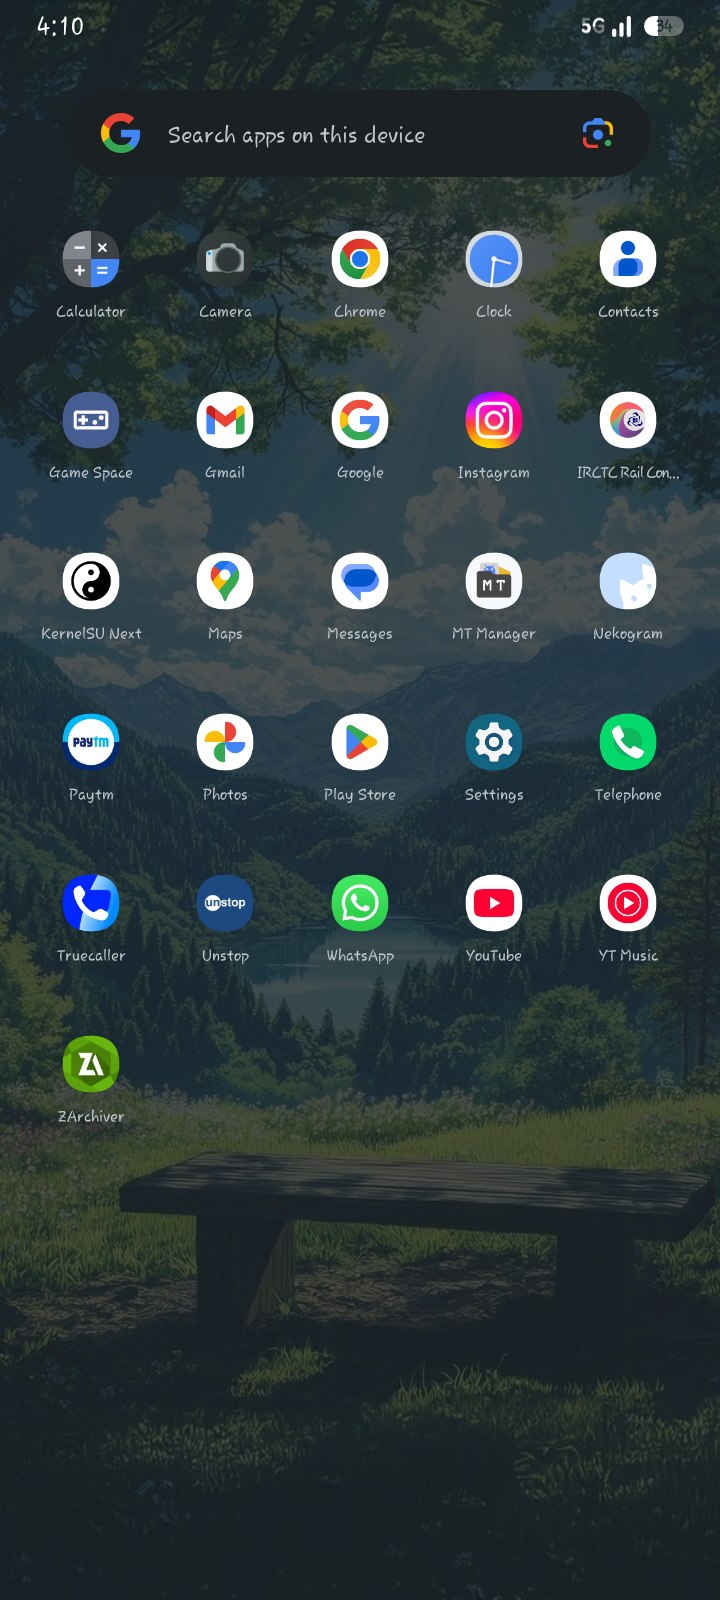 4:10 5G 34
Search apps on this device
Calculator Camera Chrome Clock Contacts
Game Space Gmail Google Instagram IRCTC Rail Con...
MT
KernelSU Next Maps Messages MT Manager Nekogram
paytm
Paytm Photos Play Store Settings Telephone
unstop
Truecaller Unstop WhatsApp YouTube YT Music
ZA
ZArchiver